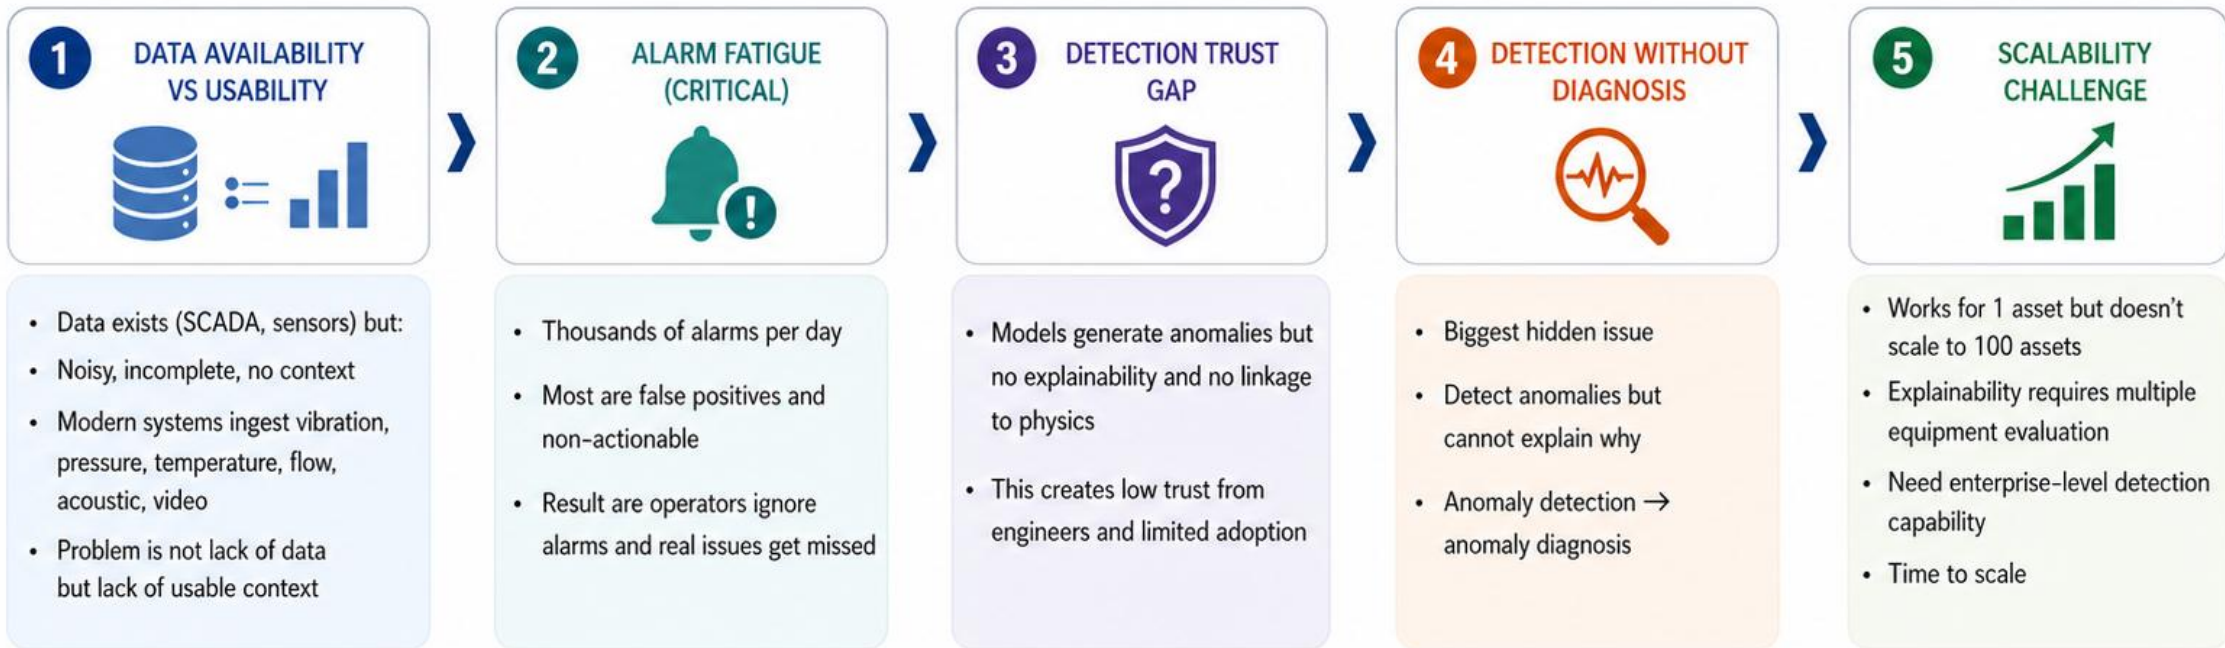 1
DATA AVAILABILITY
VS USABILITY
• Data exists (SCADA, sensors) but:
• Noisy, incomplete, no context
• Modern systems ingest vibration,
pressure, temperature, flow,
acoustic, video
• Problem is not lack of data
but lack of usable context
2
ALARM FATIGUE
(CRITICAL)
!
• Thousands of alarms per day
• Most are false positives and
non-actionable
• Result are operators ignore
alarms and real issues get missed
3
DETECTION TRUST
GAP
?
• Models generate anomalies but
no explainability and no linkage
to physics
• This creates low trust from
engineers and limited adoption
4
DETECTION WITHOUT
DIAGNOSIS
• Biggest hidden issue
• Detect anomalies but
cannot explain why
• Anomaly detection →
anomaly diagnosis
5
SCALABILITY
CHALLENGE
• Works for 1 asset but doesn't
scale to 100 assets
• Explainability requires multiple
equipment evaluation
• Need enterprise-level detection
capability
• Time to scale